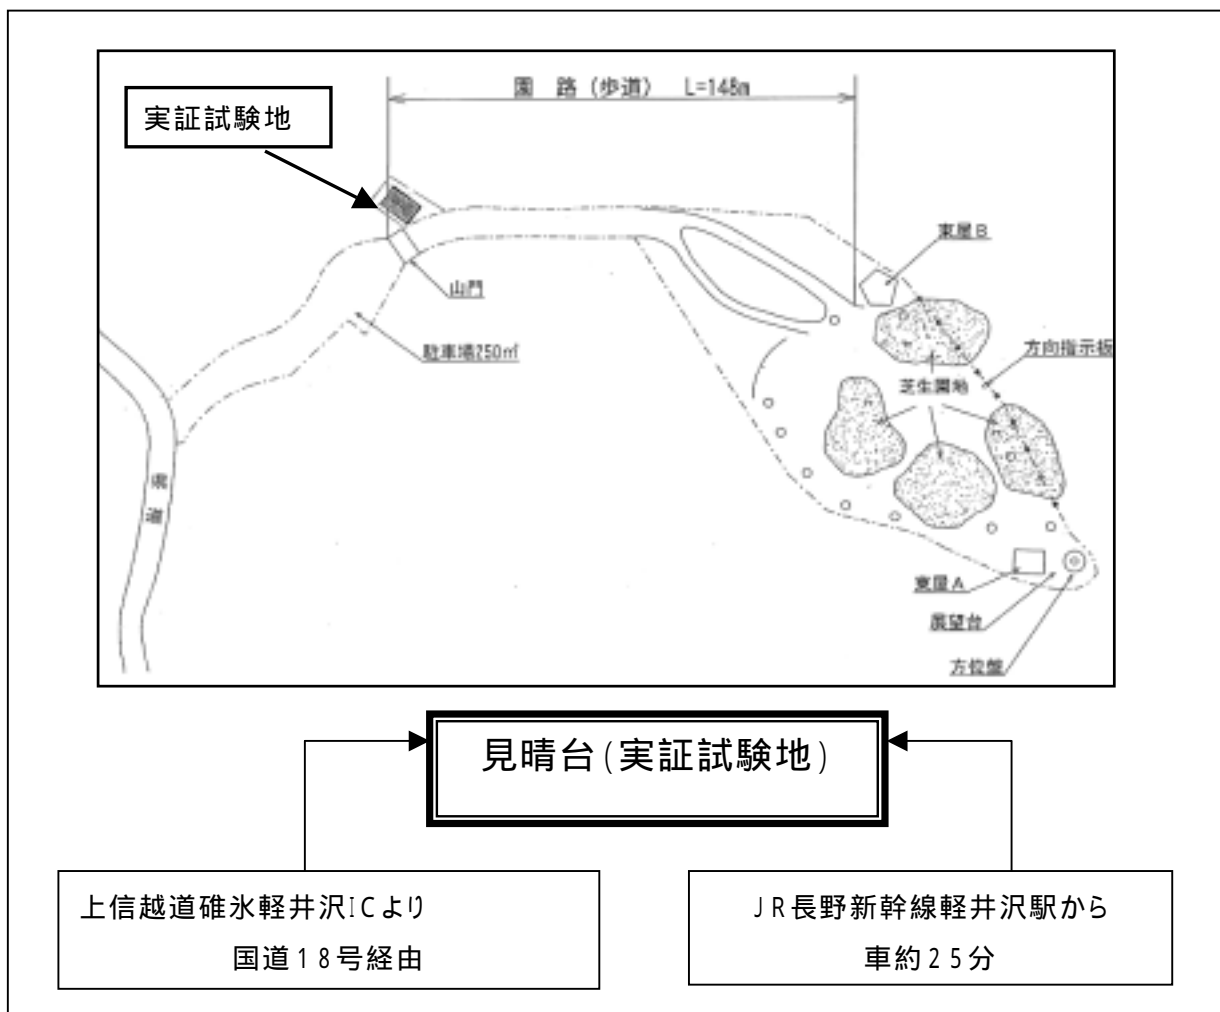 園 路 (歩道) L=148m
実証試験地
東屋B
山門
方向指示板
駐車場250㎡
芝生園地
東屋A
展望台
方位盤
見晴台(実証試験地)
上信越道碓氷軽井沢ICより
国道18号経由
JR長野新幹線軽井沢駅から
車約25分